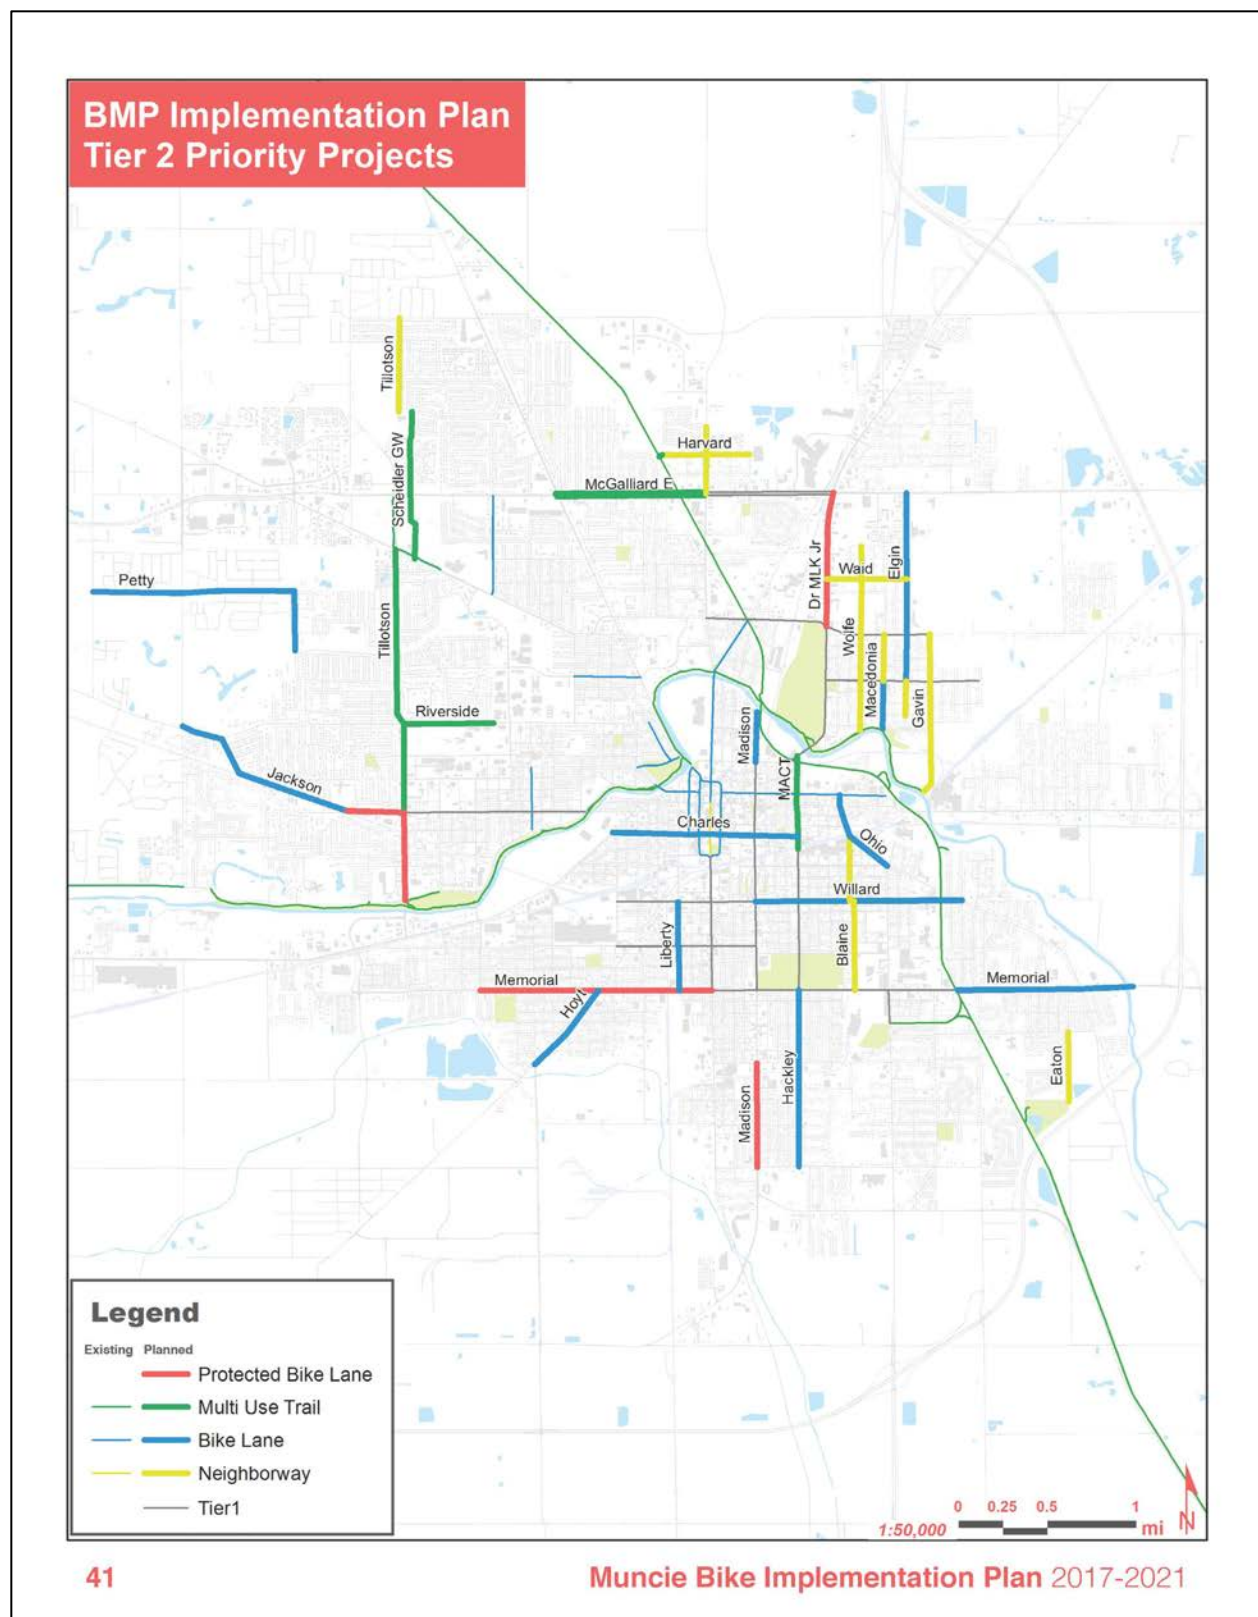 BMP Implementation Plan
Tier 2 Priority Projects
Tillotson
Harvard
Scheidler GW
McGalliard E
Dr MLK Jr
Elgin
Waid
Petty
Wolfe
Tillotson
Macedonia
Gavin
Riverside
Madison
Jackson
MACT
Charles
Ohio
Willard
Liberty
Blaine
Memorial
Memorial
Hoyt
Hackley
Eaton
Madison
Legend
Existing Planned
Protected Bike Lane
Multi Use Trail
Bike Lane
Neighborway
Tier1
0 0.25 0.5 1
1:50,000
mi
N
41
Muncie Bike Implementation Plan 2017-2021